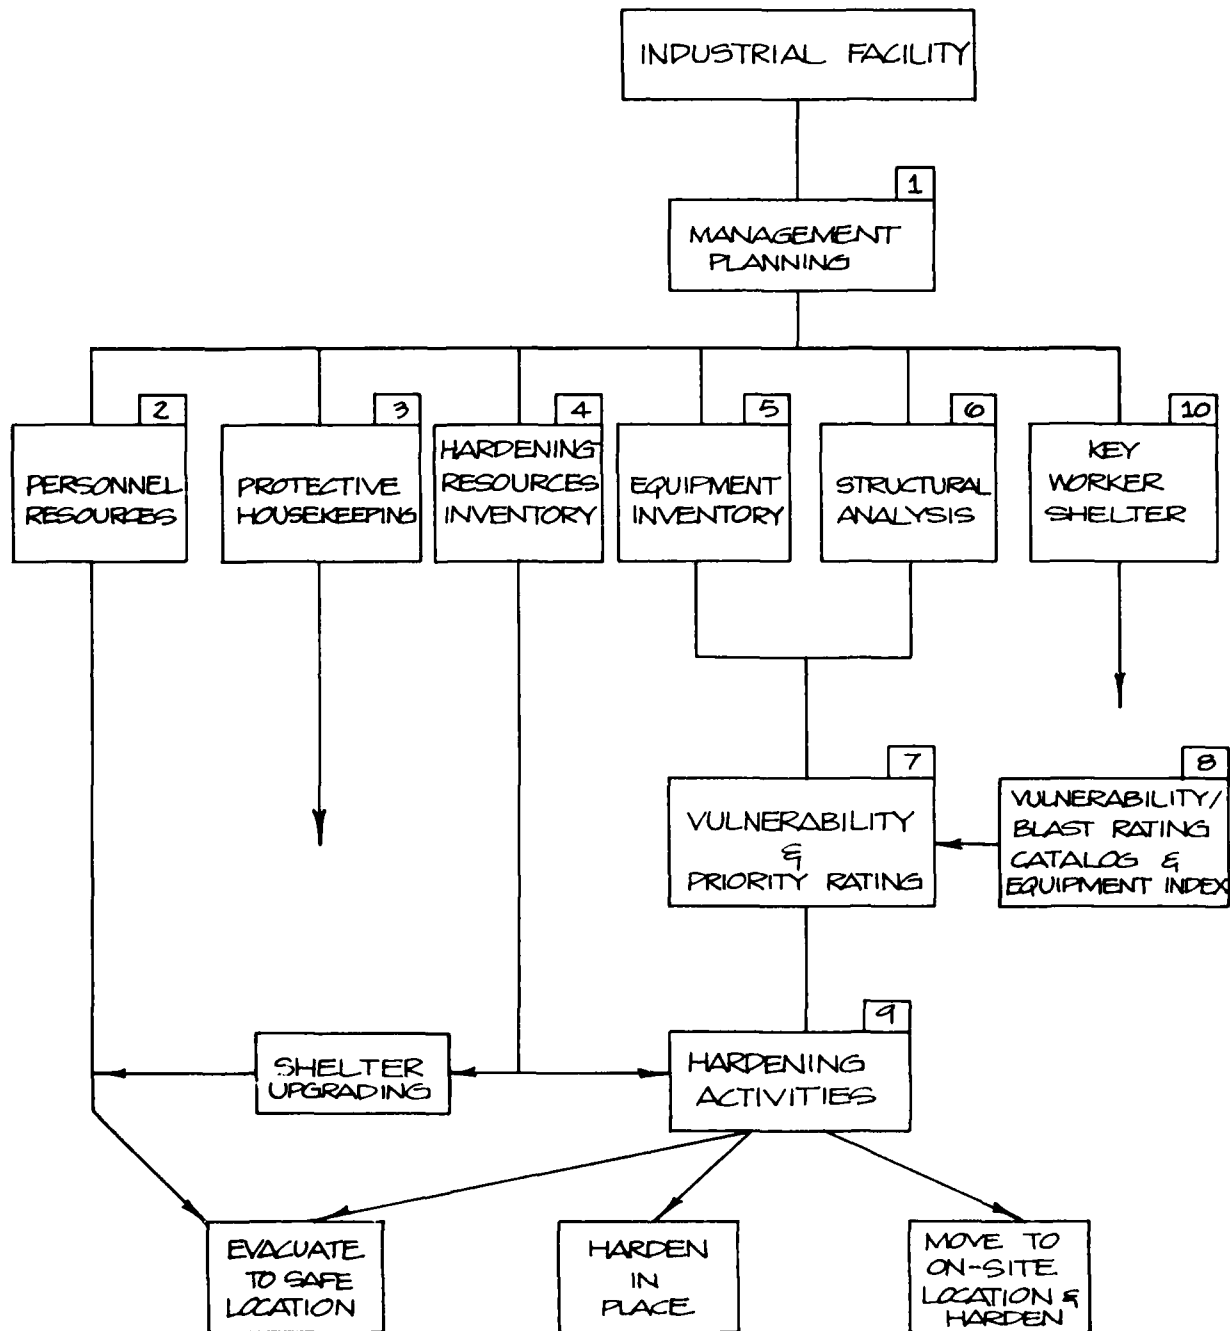 INDUSTRIAL FACILITY
1
MANAGEMENT
PLANNING
2
PERSONNEL
RESOURCES
3
PROTECTIVE
HOUSEKEEPING
4
HARDENING
RESOURCES
INVENTORY
5
EQUIPMENT
INVENTORY
6
STRUCTURAL
ANALYSIS
10
KEY
WORKER
SHELTER
7
VULNERABILITY
&
PRIORITY RATING
8
VULNERABILITY/
BLAST RATING
CATALOG &
EQUIPMENT INDEX
SHELTER
UPGRADING
9
HARDENING
ACTIVITIES
EVACUATE
TO SAFE
LOCATION
HARDEN
IN
PLACE
MOVE TO
ON-SITE
LOCATION &
HARDEN